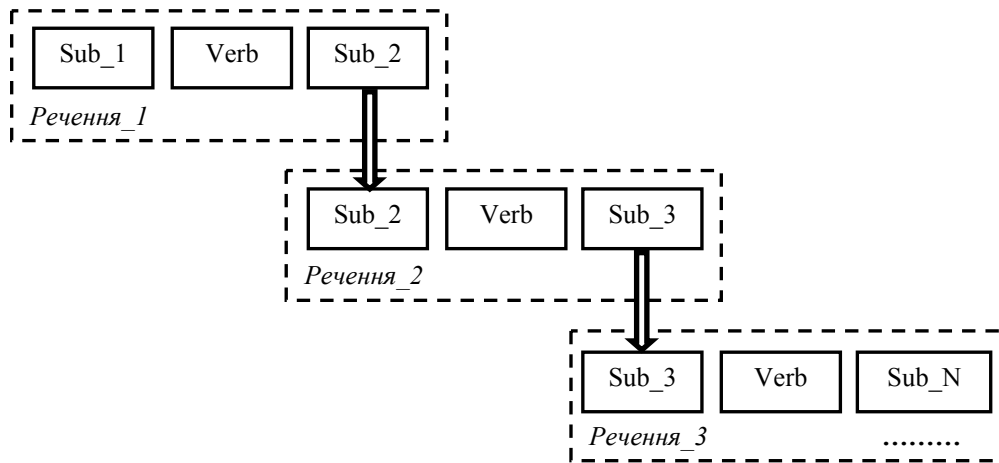 Sub_1 Verb Sub_2
Речення_1
Sub_2 Verb Sub_3
Речення_2
Sub_3 Verb Sub_N
Речення_3 .........